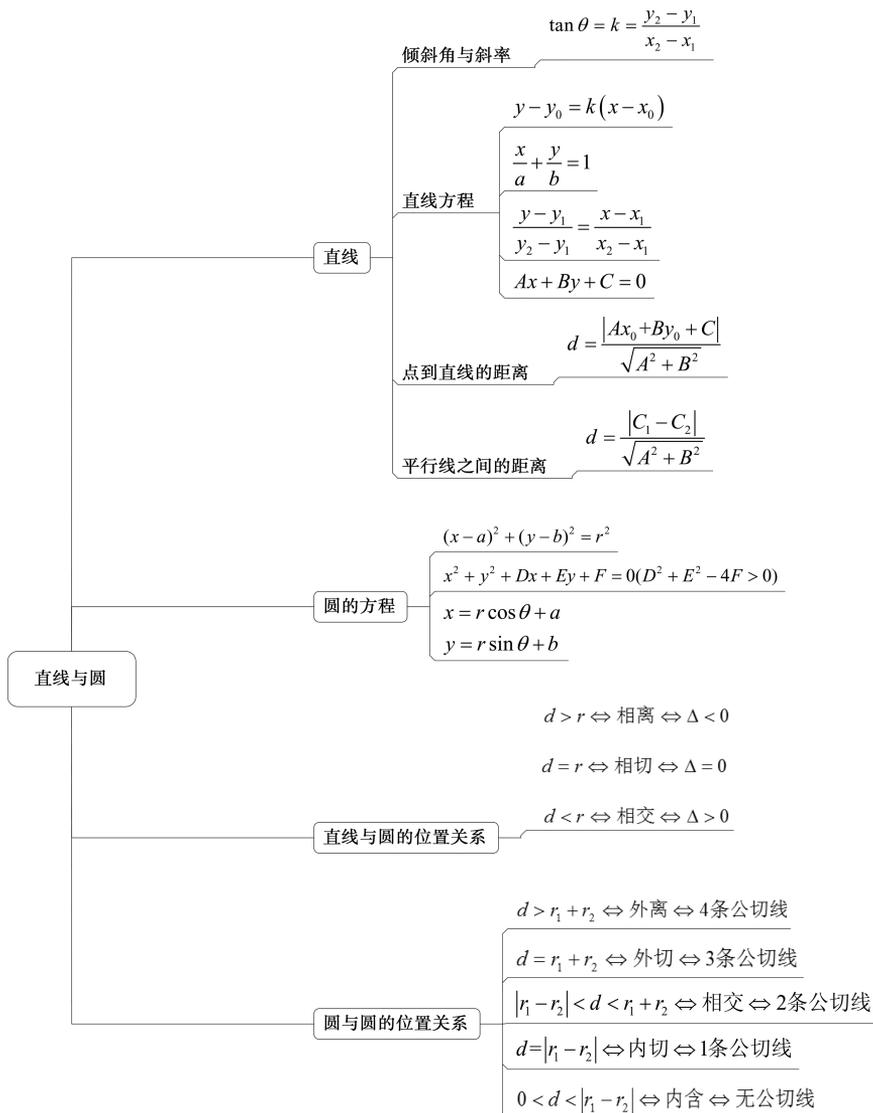 直线与圆
直线
倾斜角与斜率
tan θ = k = (y₂ − y₁)/(x₂ − x₁)
直线方程
y − y₀ = k(x − x₀)
x/a + y/b = 1
(y − y₁)/(y₂ − y₁) = (x − x₁)/(x₂ − x₁)
Ax + By + C = 0
点到直线的距离
d = |Ax₀+By₀ + C|/√(A² + B²)
平行线之间的距离
d = |C₁ − C₂|/√(A² + B²)
圆的方程
(x − a)² + (y − b)² = r²
x² + y² + Dx + Ey + F = 0(D² + E² − 4F > 0)
x = r cos θ + a
y = r sin θ + b
直线与圆的位置关系
d > r ⇔ 相离 ⇔ Δ < 0
d = r ⇔ 相切 ⇔ Δ = 0
d < r ⇔ 相交 ⇔ Δ > 0
圆与圆的位置关系
d > r₁ + r₂ ⇔ 外离 ⇔ 4条公切线
d = r₁ + r₂ ⇔ 外切 ⇔ 3条公切线
|r₁ − r₂| < d < r₁ + r₂ ⇔ 相交 ⇔ 2条公切线
d=|r₁ − r₂| ⇔ 内切 ⇔ 1条公切线
0 < d < |r₁ − r₂| ⇔ 内含 ⇔ 无公切线